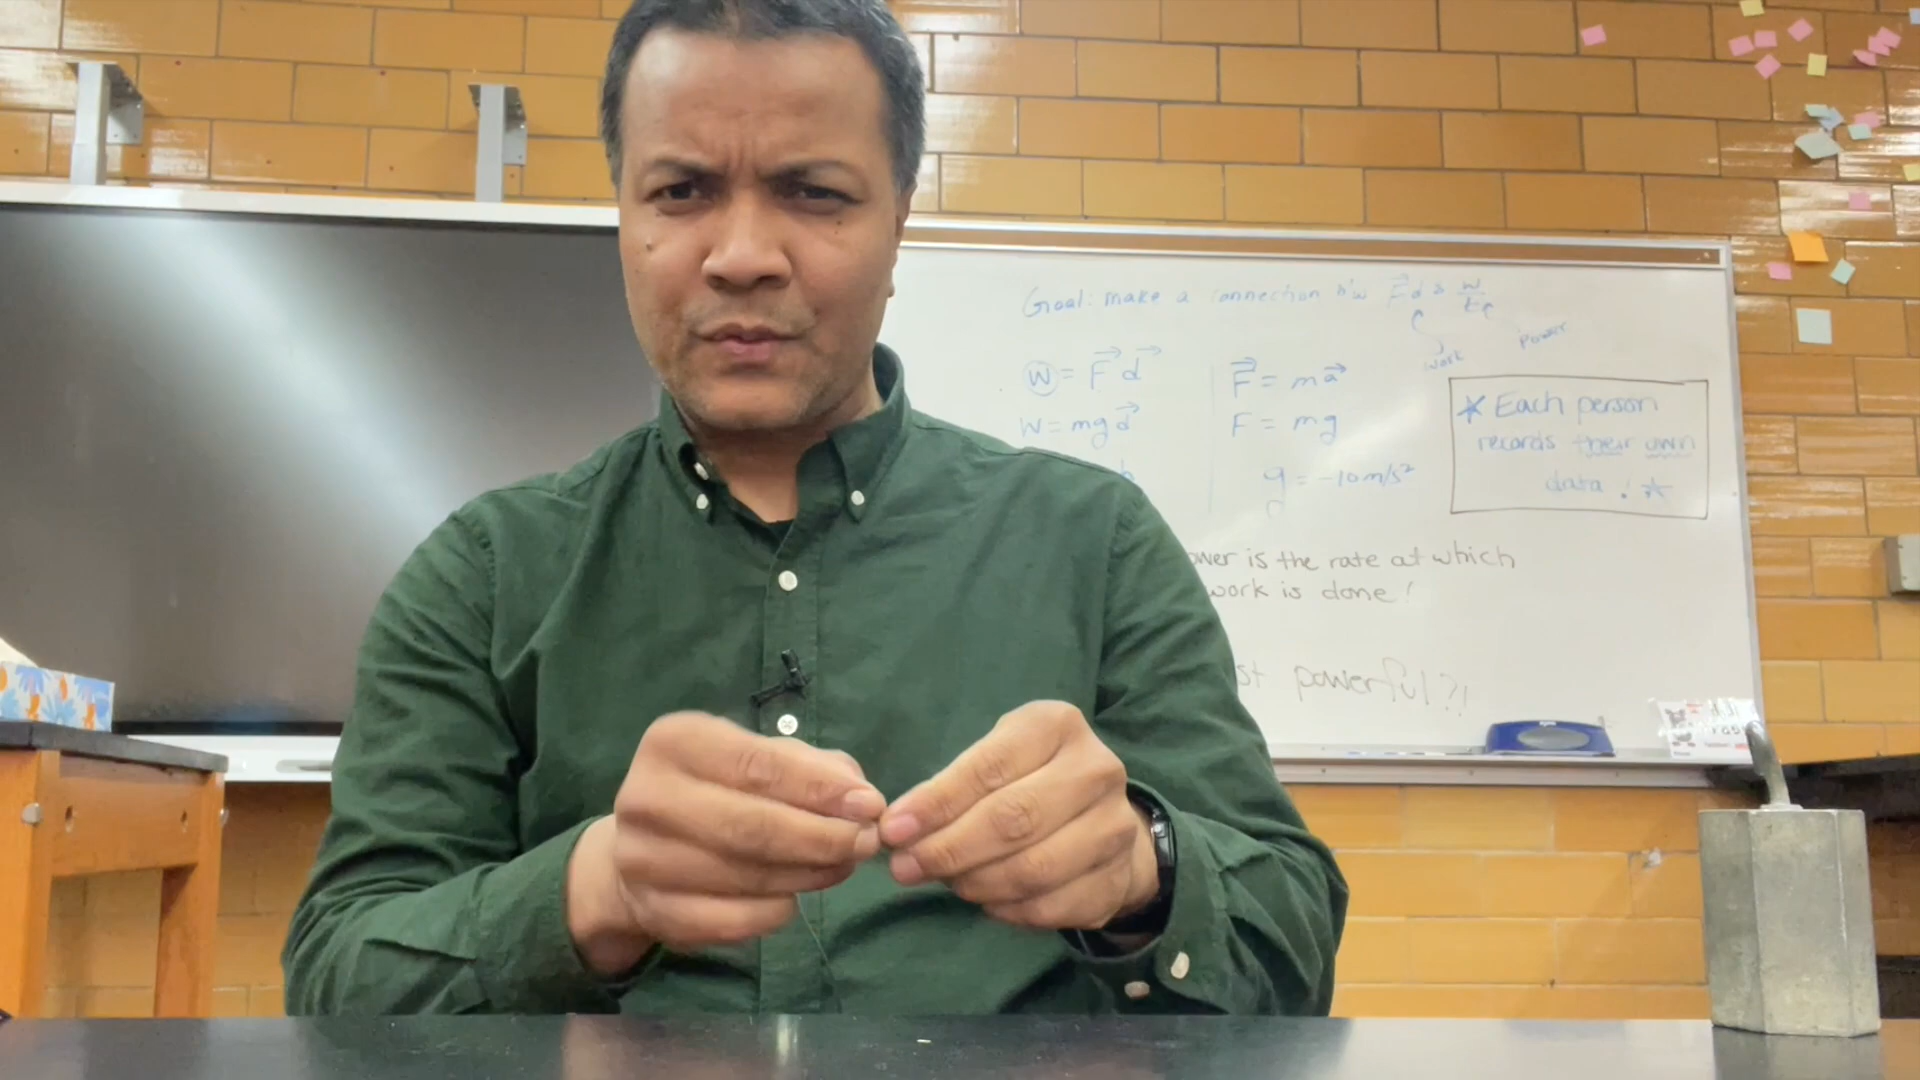 Goal: make a connection b/w F⃗d & W/t
work
power
W = F⃗ d⃗
F⃗ = ma⃗
W = mgd⃗
F = mg
h
g = -10m/s²
* Each person
records their own
data! *
ower is the rate at which
work is done!
st powerful?!